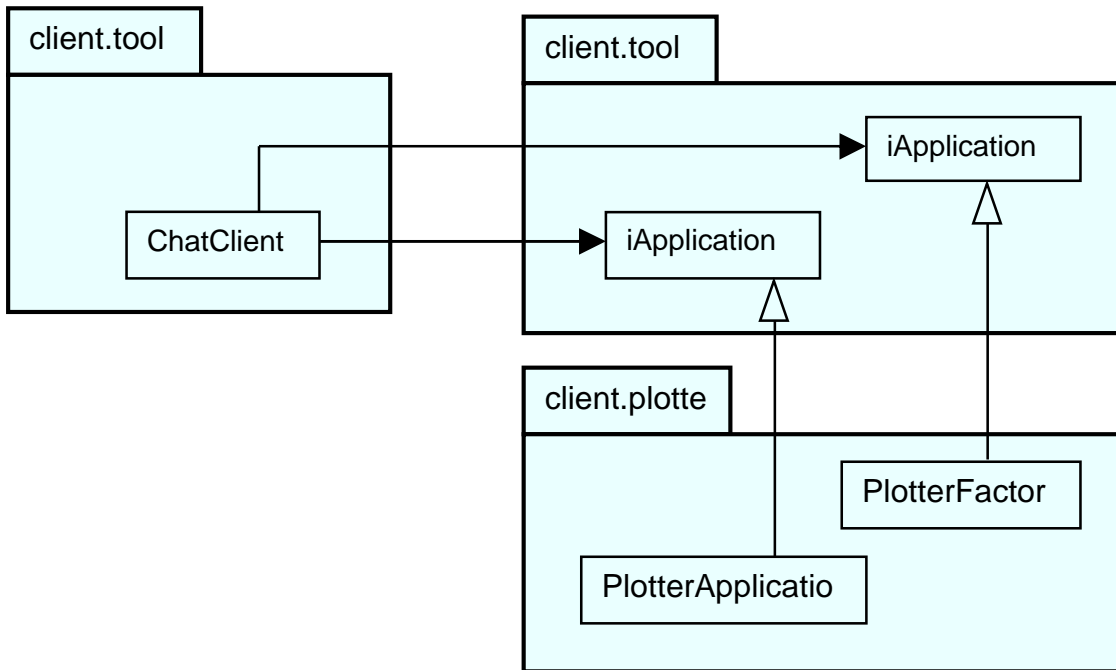 client.tool
client.tool
iApplication
ChatClient
iApplication
client.plotte
PlotterFactor
PlotterApplicatio